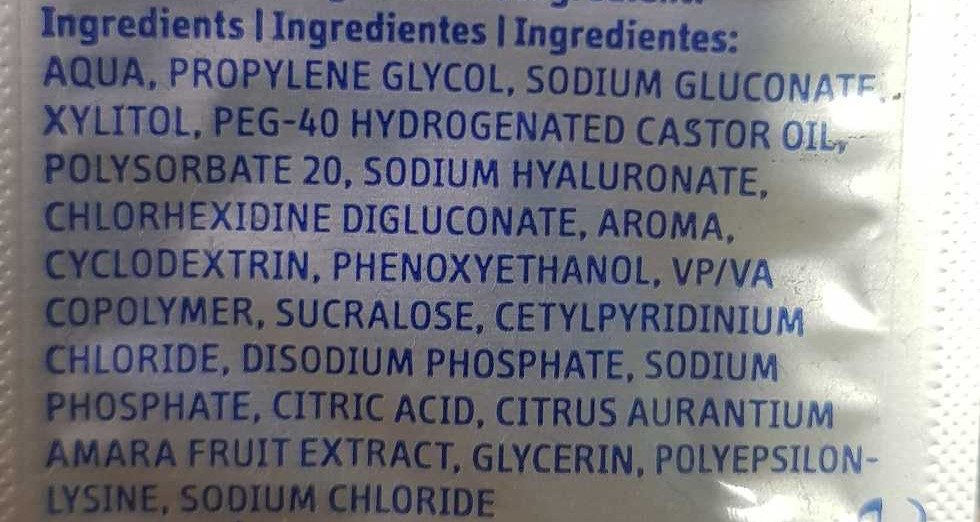 Ingredients | Ingredientes | Ingredientes:
AQUA, PROPYLENE GLYCOL, SODIUM GLUCONATE,
XYLITOL, PEG-40 HYDROGENATED CASTOR OIL,
POLYSORBATE 20, SODIUM HYALURONATE,
CHLORHEXIDINE DIGLUCONATE, AROMA,
CYCLODEXTRIN, PHENOXYETHANOL, VP/VA
COPOLYMER, SUCRALOSE, CETYLPYRIDINIUM
CHLORIDE, DISODIUM PHOSPHATE, SODIUM
PHOSPHATE, CITRIC ACID, CITRUS AURANTIUM
AMARA FRUIT EXTRACT, GLYCERIN, POLYEPSILON-
LYSINE, SODIUM CHLORIDE